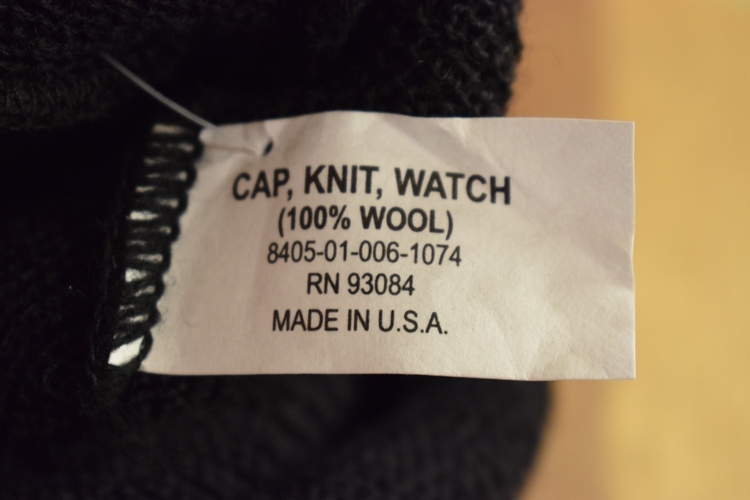 CAP, KNIT, WATCH
(100% WOOL)
8405-01-006-1074
RN 93084
MADE IN U.S.A.